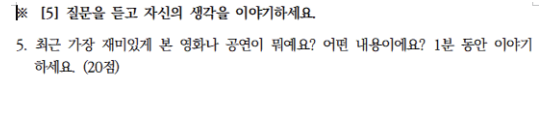 ※ [5] 질문을 듣고 자신의 생각을 이야기하세요.
5. 최근 가장 재미있게 본 영화나 공연이 뭐예요? 어떤 내용이에요? 1분 동안 이야기
하세요. (20점)